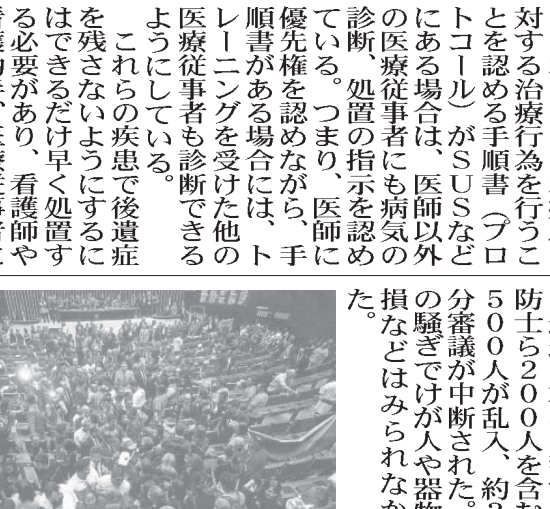 対する治療行為を行うこ
とを認める手順書（プロ
トコール）がＳＵＳなど
にある場合は、医師以外
の医療従事者にも病気の
診断、処置の指示を認め
ている。つまり、医師に
優先権を認めながら、手
順書がある場合には、ト
レーニングを受けた他の
医療従事者も診断できる
ようにしている。
これらの疾患で後遺症
を残さないようにするに
はできるだけ早く処置す
る必要があり、看護師や
防士ら２００人を含む
５００人が乱入、約
分審議が中断された。
の騒ぎでけが人や器物
損などはみられなか
た。